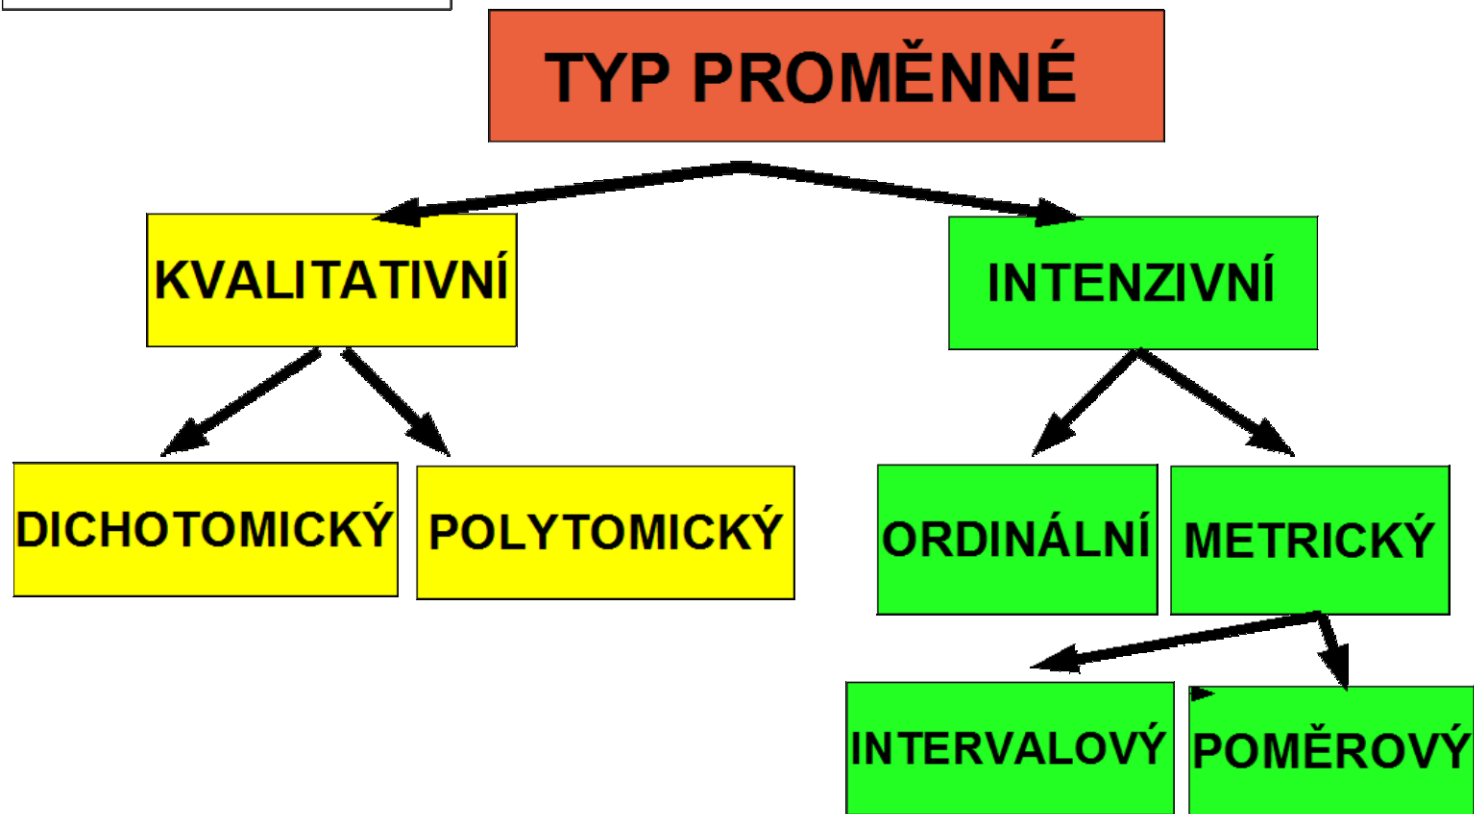 TYP PROMĚNNÉ
KVALITATIVNÍ
INTENZIVNÍ
DICHOTOMICKÝ
POLYTOMICKÝ
ORDINÁLNÍ
METRICKÝ
INTERVALOVÝ
POMĚROVÝ